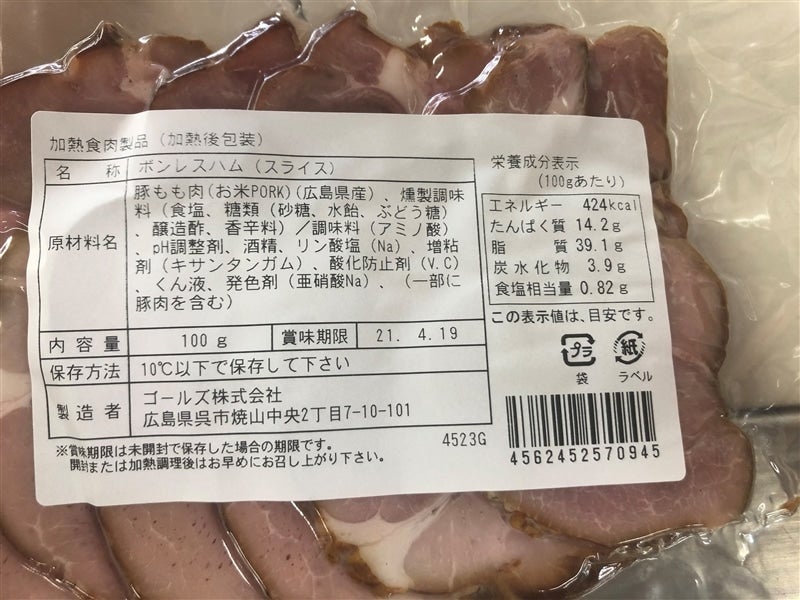 加熱食肉製品（加熱後包装）
名　称 ボンレスハム（スライス）
原材料名
豚もも肉(お米PORK)(広島県産)、燻製調味
料（食塩、糖類（砂糖、水飴、ぶどう糖）
、醸造酢、香辛料）／調味料（アミノ酸）
、pH調整剤、酒精、リン酸塩（Na）、増粘
剤（キサンタンガム）、酸化防止剤（V.C）
、くん液、発色剤（亜硝酸Na）、（一部に
豚肉を含む）
内容量 100ｇ 賞味期限 21. 4.19
保存方法 10℃以下で保存して下さい
製造者
ゴールズ株式会社
広島県呉市焼山中央2丁目7-10-101
※賞味期限は未開封で保存した場合の期限です。
開封または加熱調理後はお早めにお召し上がり下さい。
4523G
栄養成分表示
(100gあたり)
エネルギー 424kcal
たんぱく質 14.2g
脂質 39.1g
炭水化物 3.9g
食塩相当量 0.82g
この表示値は、目安です。
プラ 紙
袋 ラベル
4562452570945